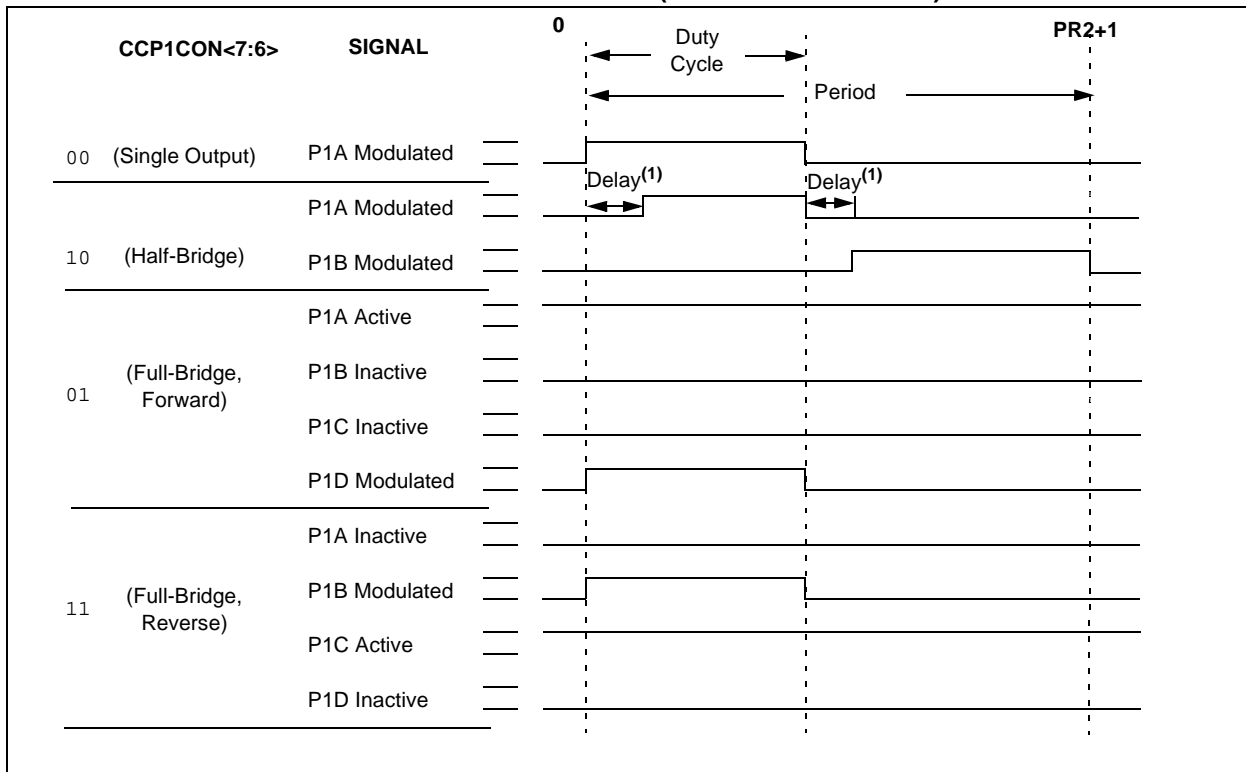 0
PR2+1
CCP1CON<7:6>
SIGNAL
Duty
Cycle
Period
00
(Single Output)
P1A Modulated
Delay(1)
Delay(1)
P1A Modulated
10
(Half-Bridge)
P1B Modulated
P1A Active
(Full-Bridge,
Forward)
01
P1B Inactive
P1C Inactive
P1D Modulated
P1A Inactive
(Full-Bridge,
Reverse)
11
P1B Modulated
P1C Active
P1D Inactive